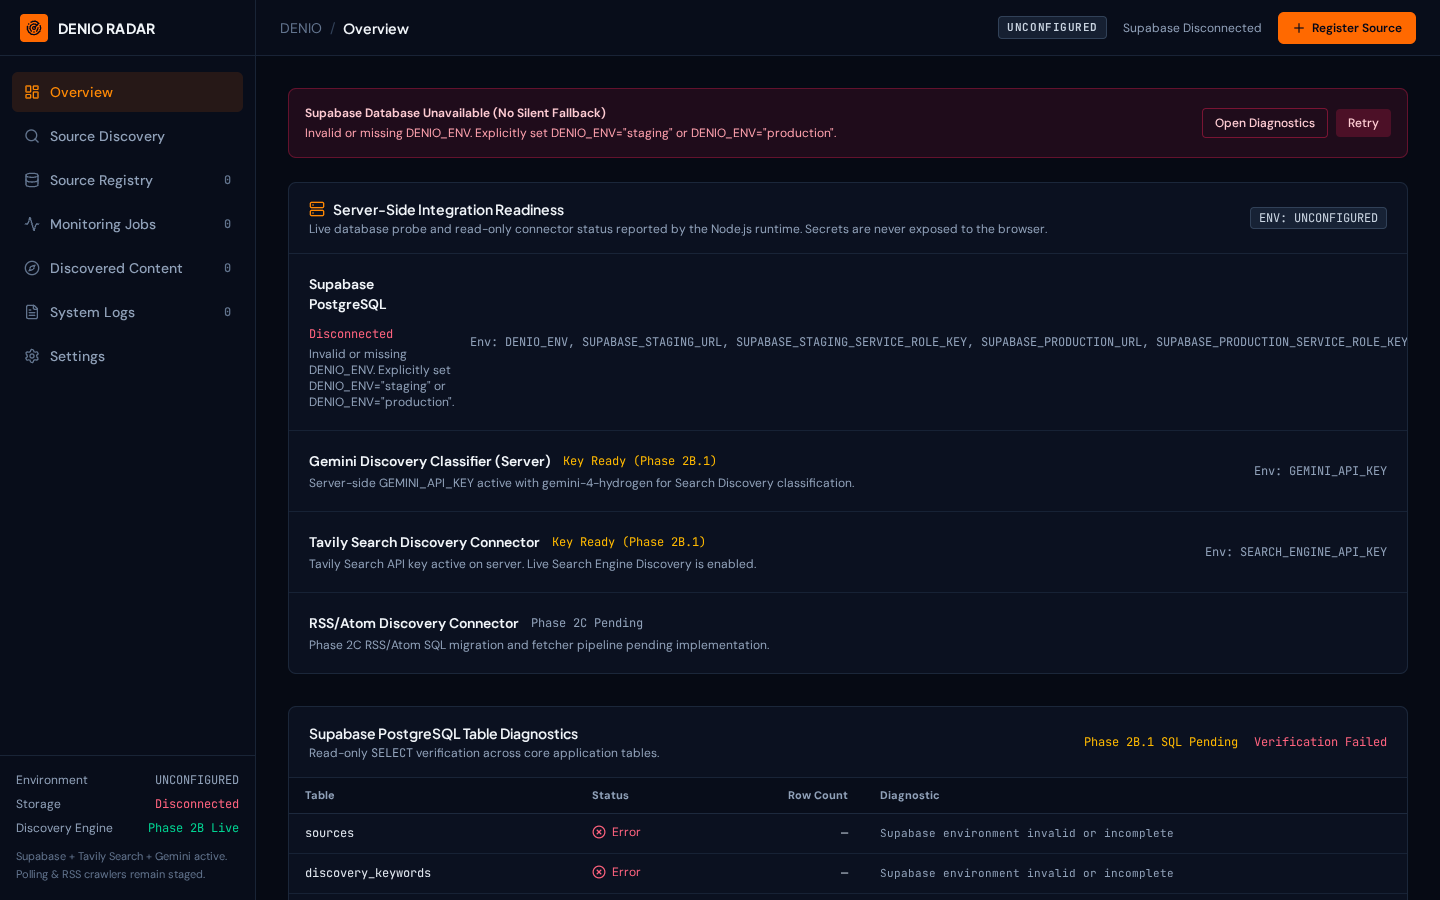 DENIO RADAR
DENIO / Overview
UNCONFIGURED
Supabase Disconnected
+ Register Source
Overview
Source Discovery
Source Registry 0
Monitoring Jobs 0
Discovered Content 0
System Logs 0
Settings
Environment UNCONFIGURED
Storage Disconnected
Discovery Engine Phase 2B Live
Supabase + Tavily Search + Gemini active.
Polling & RSS crawlers remain staged.
Supabase Database Unavailable (No Silent Fallback)
Invalid or missing DENIO_ENV. Explicitly set DENIO_ENV="staging" or DENIO_ENV="production".
Open Diagnostics
Retry
Server-Side Integration Readiness
Live database probe and read-only connector status reported by the Node.js runtime. Secrets are never exposed to the browser.
ENV: UNCONFIGURED
Supabase
PostgreSQL
Disconnected
Invalid or missing
DENIO_ENV. Explicitly set
DENIO_ENV="staging" or
DENIO_ENV="production".
Env: DENIO_ENV, SUPABASE_STAGING_URL, SUPABASE_STAGING_SERVICE_ROLE_KEY, SUPABASE_PRODUCTION_URL, SUPABASE_PRODUCTION_SERVICE_ROLE_KEY
Gemini Discovery Classifier (Server) Key Ready (Phase 2B.1)
Server-side GEMINI_API_KEY active with gemini-4-hydrogen for Search Discovery classification.
Env: GEMINI_API_KEY
Tavily Search Discovery Connector Key Ready (Phase 2B.1)
Tavily Search API key active on server. Live Search Engine Discovery is enabled.
Env: SEARCH_ENGINE_API_KEY
RSS/Atom Discovery Connector Phase 2C Pending
Phase 2C RSS/Atom SQL migration and fetcher pipeline pending implementation.
Supabase PostgreSQL Table Diagnostics
Read-only SELECT verification across core application tables.
Phase 2B.1 SQL Pending Verification Failed
Table Status Row Count Diagnostic
sources Error — Supabase environment invalid or incomplete
discovery_keywords Error — Supabase environment invalid or incomplete